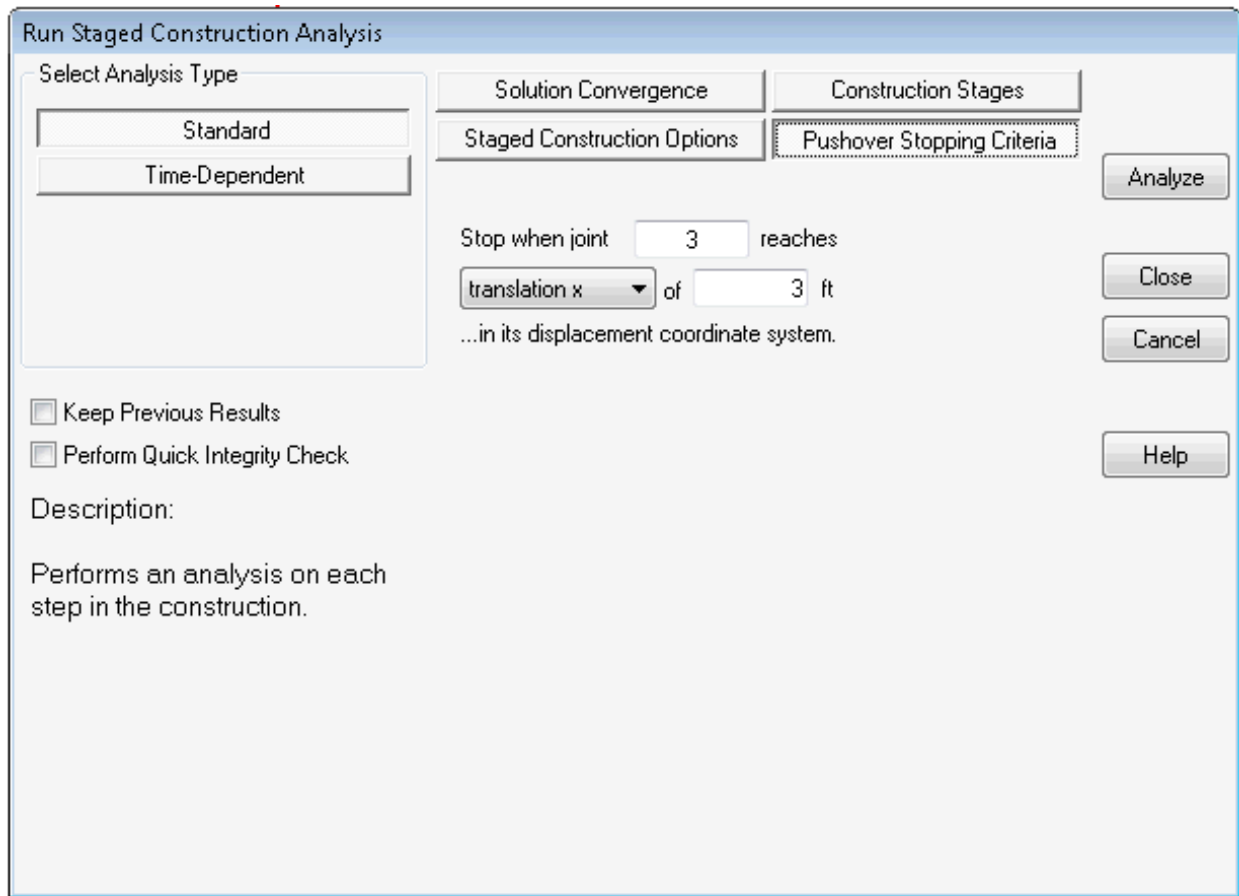 Run Staged Construction Analysis
Select Analysis Type
Standard
Time-Dependent
Solution Convergence
Construction Stages
Staged Construction Options
Pushover Stopping Criteria
Stop when joint 3 reaches
translation x of 3 ft
...in its displacement coordinate system.
Analyze
Close
Cancel
Help
Keep Previous Results
Perform Quick Integrity Check
Description:
Performs an analysis on each
step in the construction.